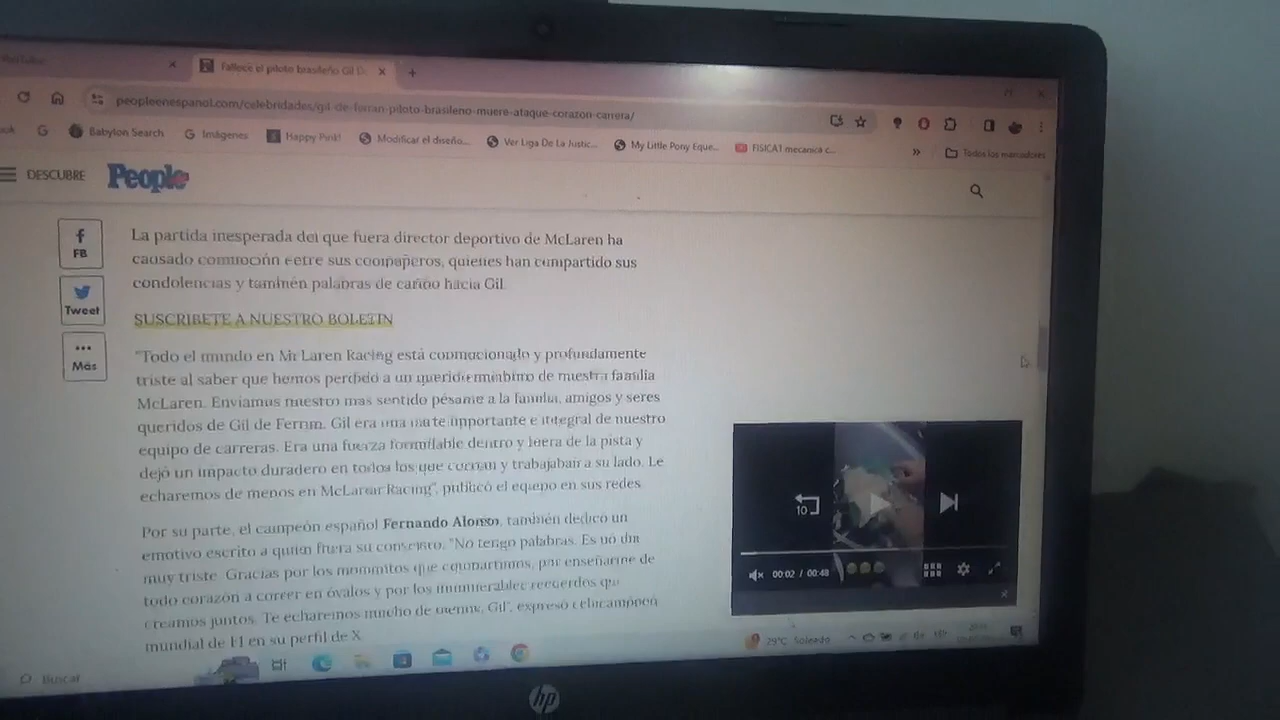 Fallece el piloto brasileño Gil D
peopleenespanol.com/celebridades/gil-de-ferran-piloto-brasileno-muere-ataque-corazon-carrera/
Babylon Search
Imágenes
Happy Pink!
Modificar el diseño...
Ver Liga De La Justic...
My Little Pony Eque...
FISICA1 mecanica c...
»
Todos los marcadores
DESCUBRE
People
FB
Tweet
Más
La partida inesperada del que fuera director deportivo de McLaren ha
causado conmoción entre sus compañeros, quienes han compartido sus
condolencias y también palabras de cariño hacia Gil.
SUSCRIBETE A NUESTRO BOLETIN
"Todo el mundo en McLaren Racing está conmocionado y profundamente
triste al saber que hemos perdido a un querido miembro de nuestra familia
McLaren. Enviamos nuestro mas sentido pésame a la familia, amigos y seres
queridos de Gil de Ferran. Gil era una parte importante e integral de nuestro
equipo de carreras. Era una fuerza formidable dentro y fuera de la pista y
dejó un impacto duradero en todos los que corrían y trabajaban a su lado. Le
echaremos de menos en McLaren Racing", publicó el equipo en sus redes
Por su parte, el campeón español Fernando Alonso, también dedicó un
emotivo escrito a quien fuera su consejero. "No tengo palabras. Es un día
muy triste. Gracias por los momentos que compartimos, por enseñarme de
todo corazón a correr en óvalos y por los innumerables recuerdos que
creamos juntos. Te echaremos mucho de menos, Gil", expresó el bicampeón
mundial de F1 en su perfil de X
10
00:02 / 00:48
Buscar
29°C Soleado
hp